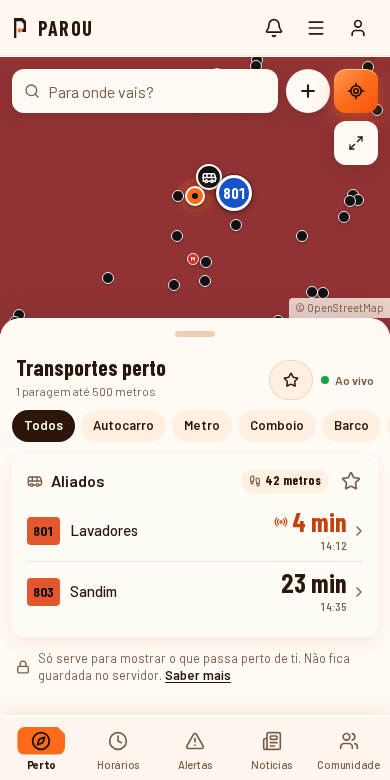 PAROU
Para onde vais?
801
M
© OpenStreetMap
Transportes perto
1 paragem até 500 metros
Ao vivo
Todos
Autocarro
Metro
Comboio
Barco
Aliados
42 metros
801
Lavadores
4 min
14:12
803
Sandim
23 min
14:35
Só serve para mostrar o que passa perto de ti. Não fica
guardada no servidor. Saber mais
Perto
Horários
Alertas
Notícias
Comunidade